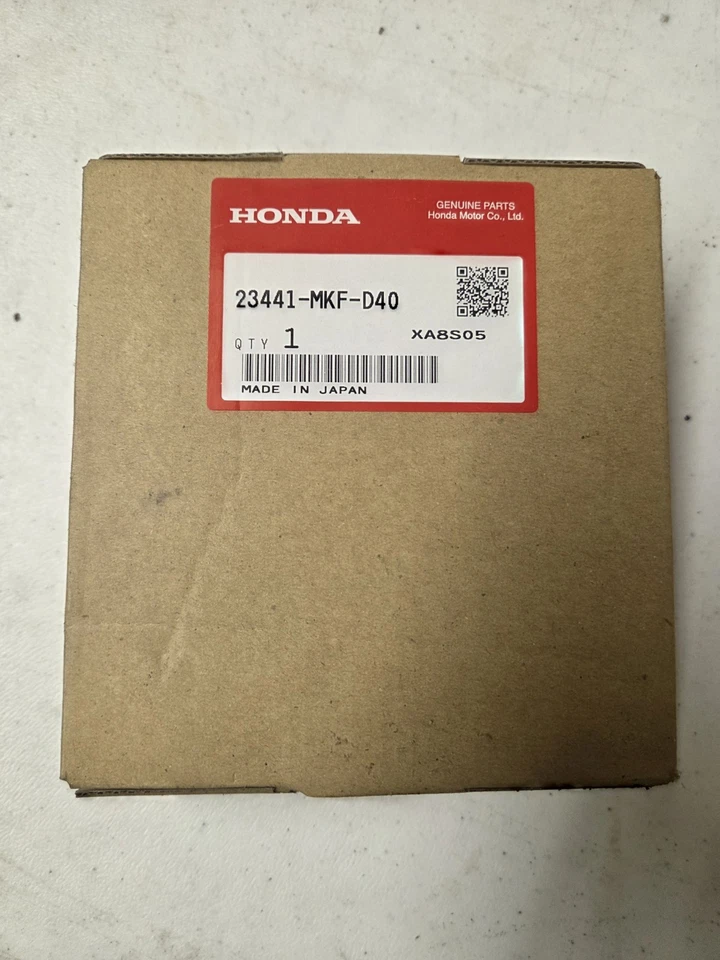 HONDA
GENUINE PARTS
Honda Motor Co., Ltd.
23441-MKF-D40
QTY 1
XA8S05
MADE IN JAPAN